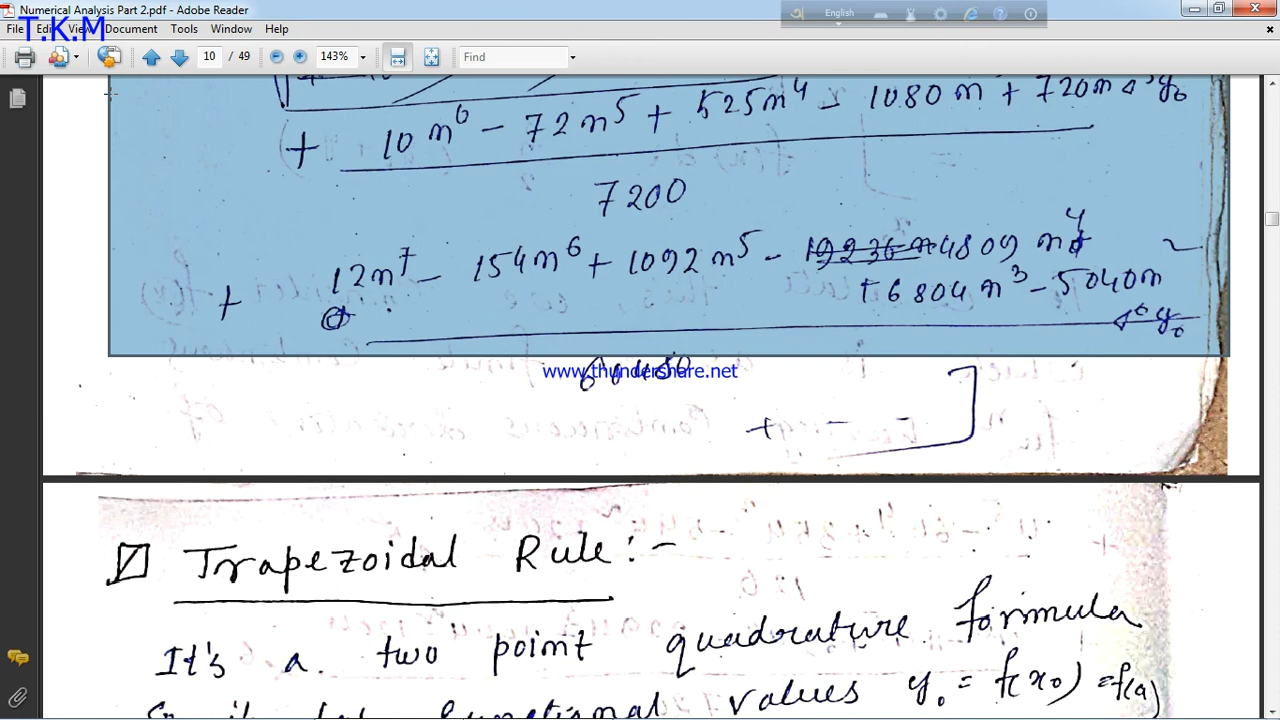 Numerical Analysis Part 2.pdf - Adobe Reader
English
T.K.M
File Edit View Document Tools Window Help
10 / 49 143% Find
+ 10m⁶ - 72m⁵ + 525m⁴ - 1080m + 720m Δ⁵y₀
7200
+ 12m⁷ - 154m⁶ + 1092m⁵ - 4809m⁴
+ 6804m³ - 5040m
Δ⁶y₀
60480
www.thundershare.net
+ - -]
Trapezoidal Rule :-
It's a two point quadrature formula
functional values y₀ = f(x₀) = f(a)